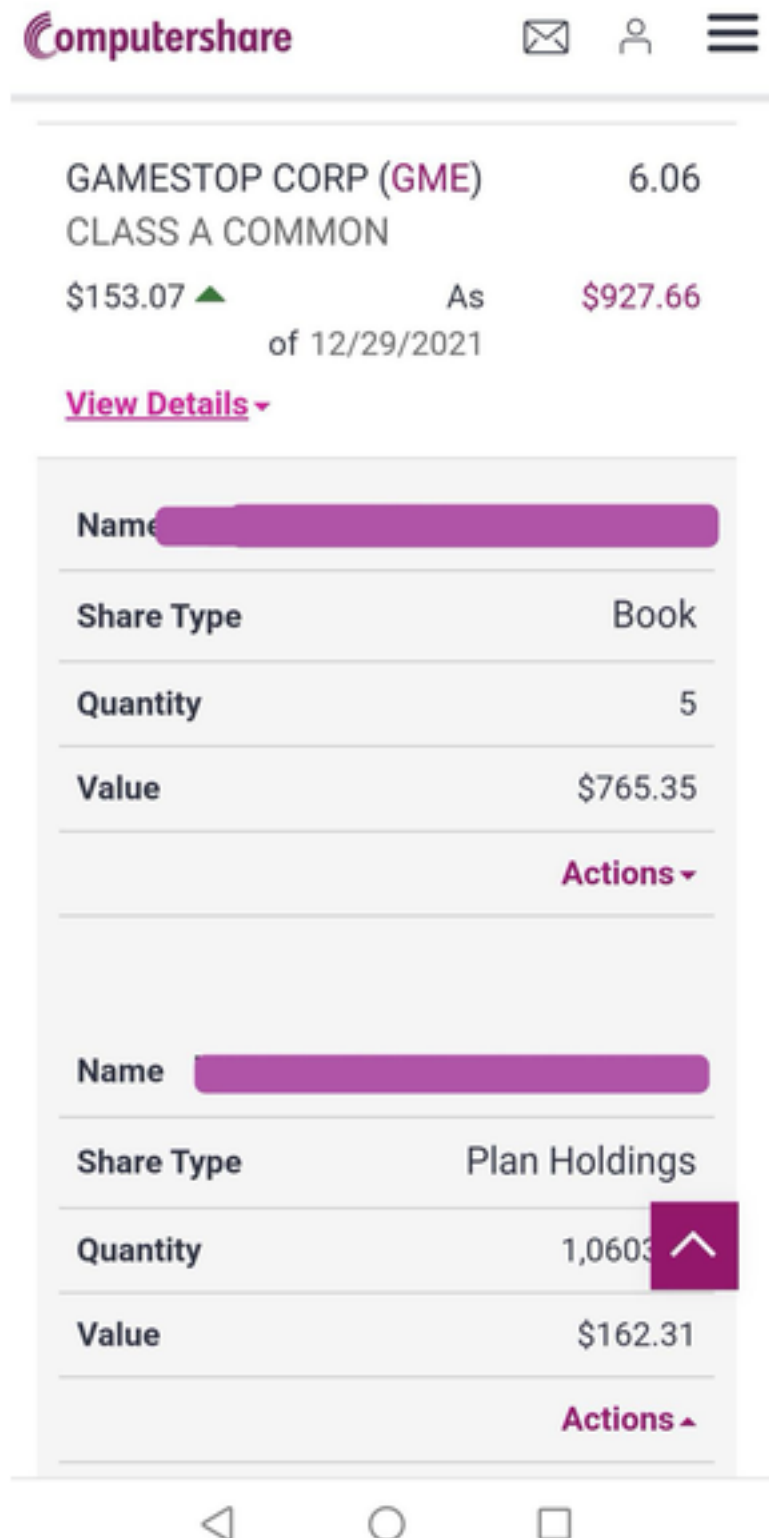 Computershare
GAMESTOP CORP (GME) 6.06
CLASS A COMMON
$153.07 As $927.66
of 12/29/2021
View Details
Name
Share Type Book
Quantity 5
Value $765.35
Actions
Name
Share Type Plan Holdings
Quantity
Value $162.31
Actions